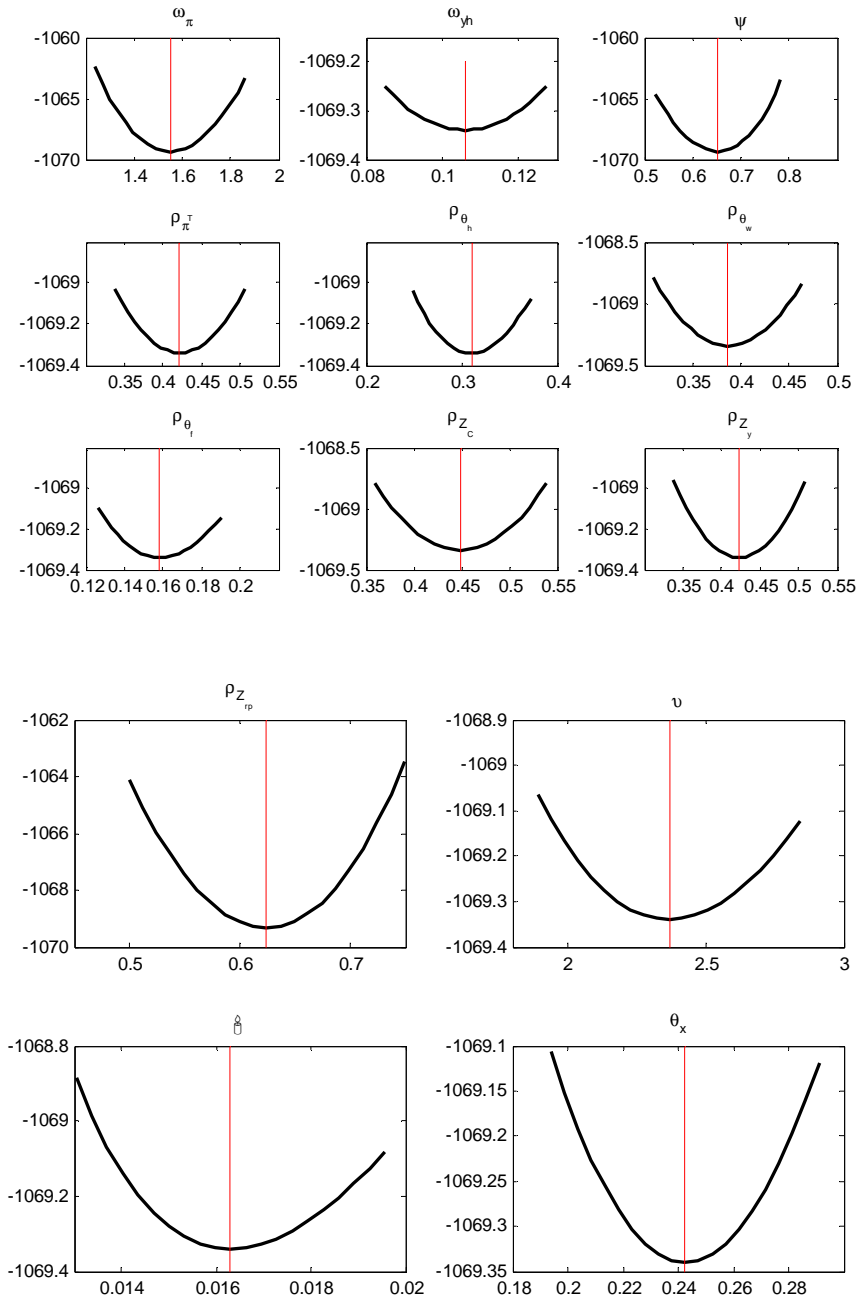 ω_π ω_yh ψ
-1060 -1065 -1070 1.4 1.6 1.8 2
-1069.2 -1069.3 -1069.4 0.08 0.1 0.12
-1060 -1065 -1070 0.5 0.6 0.7 0.8
ρ_π^T ρ_θ_h ρ_θ_w
-1069 -1069.2 -1069.4 0.35 0.4 0.45 0.5 0.55
-1069 -1069.2 -1069.4 0.2 0.3 0.4
-1068.5 -1069 -1069.5 0.35 0.4 0.45 0.5
ρ_θ_f ρ_Z_C ρ_Z_y
-1069 -1069.2 -1069.4 0.12 0.14 0.16 0.18 0.2
-1068.5 -1069 -1069.5 0.35 0.4 0.45 0.5 0.55
-1069 -1069.2 -1069.4 0.35 0.4 0.45 0.5 0.55
ρ_Z_rp υ
-1062 -1064 -1066 -1068 -1070 0.5 0.6 0.7
-1068.9 -1069 -1069.1 -1069.2 -1069.3 -1069.4 2 2.5 3
θ_x
-1068.8 -1069 -1069.2 -1069.4 0.014 0.016 0.018 0.02
-1069.1 -1069.15 -1069.2 -1069.25 -1069.3 -1069.35 0.18 0.2 0.22 0.24 0.26 0.28